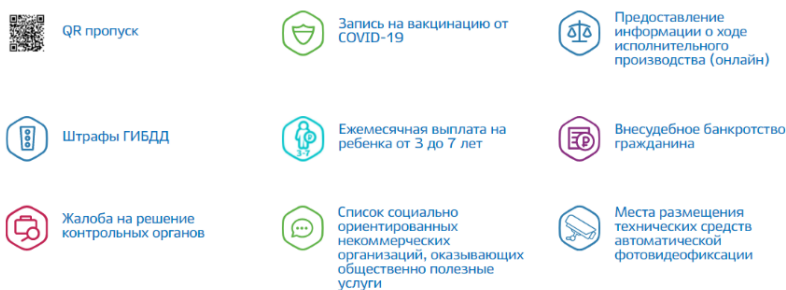 QR пропуск
Запись на вакцинацию от
COVID-19
Предоставление
информации о ходе
исполнительного
производства (онлайн)
Штрафы ГИБДД
3-7
Ежемесячная выплата на
ребенка от 3 до 7 лет
Внесудебное банкротство
гражданина
Жалоба на решение
контрольных органов
Список социально
ориентированных
некоммерческих
организаций, оказывающих
общественно полезные
услуги
Места размещения
технических средств
автоматической
фотовидеофиксации